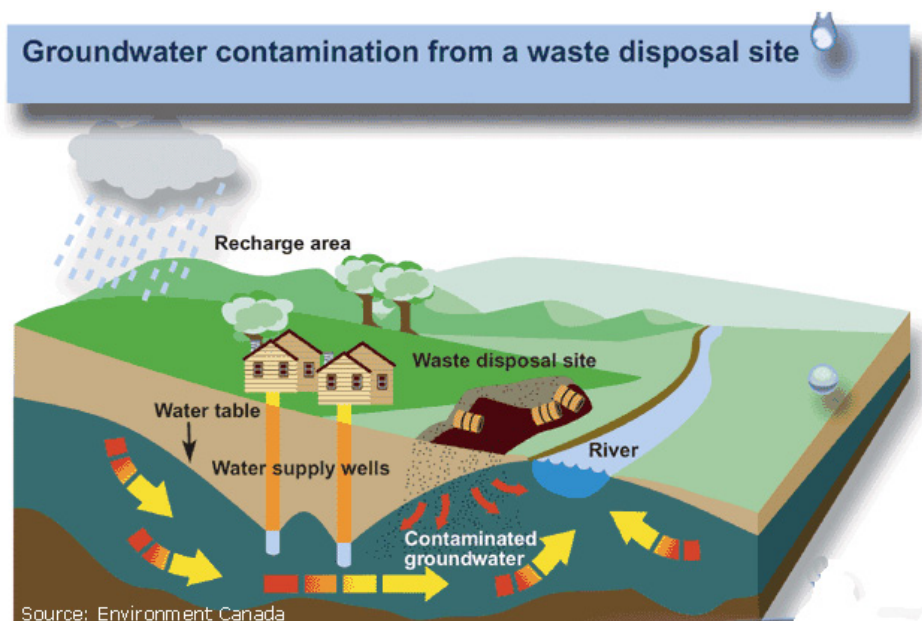 Groundwater contamination from a waste disposal site
Recharge area
Waste disposal site
Water table
River
Water supply wells
Contaminated
groundwater
Source: Environment Canada